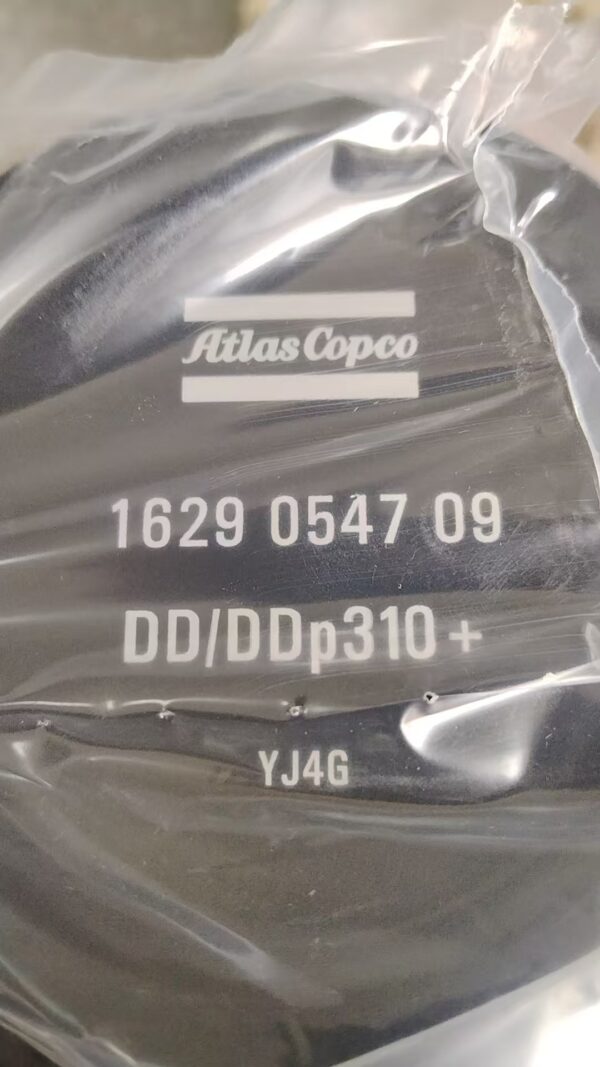 Atlas Copco
1629 0547 09
DD/DDp310+
YJ4G